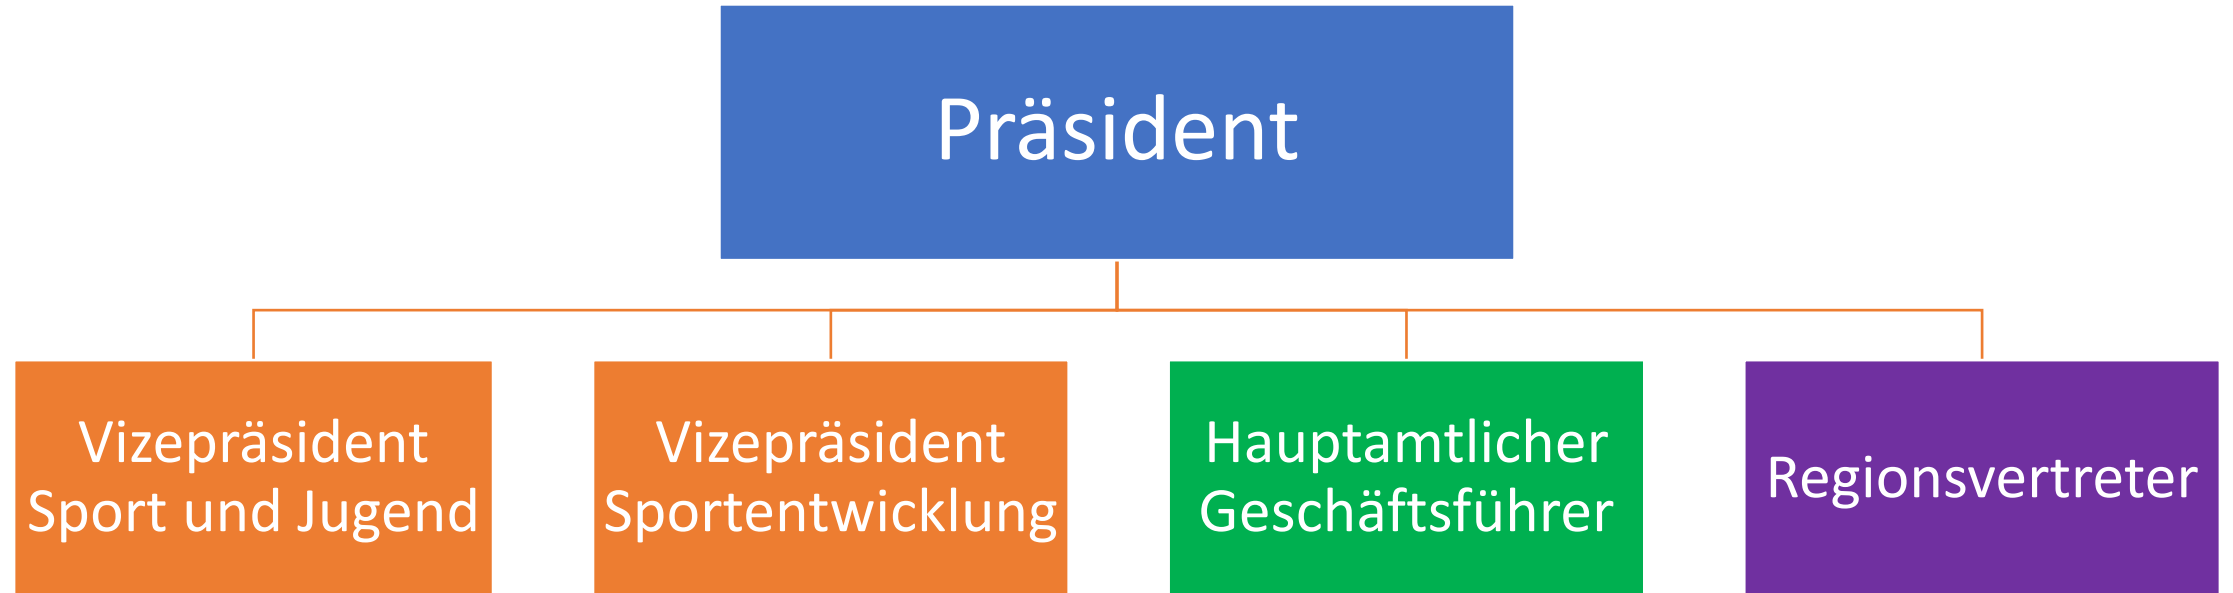 Präsident
Vizepräsident
Sport und Jugend
Vizepräsident
Sportentwicklung
Hauptamtlicher
Geschäftsführer
Regionsvertreter